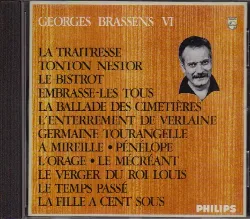 GEORGES BRASSENS VI
LA TRAITRESSE
TONTON NESTOR
LE BISTROT
EMBRASSE-LES TOUS
LA BALLADE DES CIMETIÈRES
L'ENTERREMENT DE VERLAINE
GERMAINE TOURANGELLE
A MIREILLE • PÉNÉLOPE
L'ORAGE • LE MÉCRÉANT
LE VERGER DU ROI LOUIS
LE TEMPS PASSÉ
LA FILLE A CENT SOUS
PHILIPS